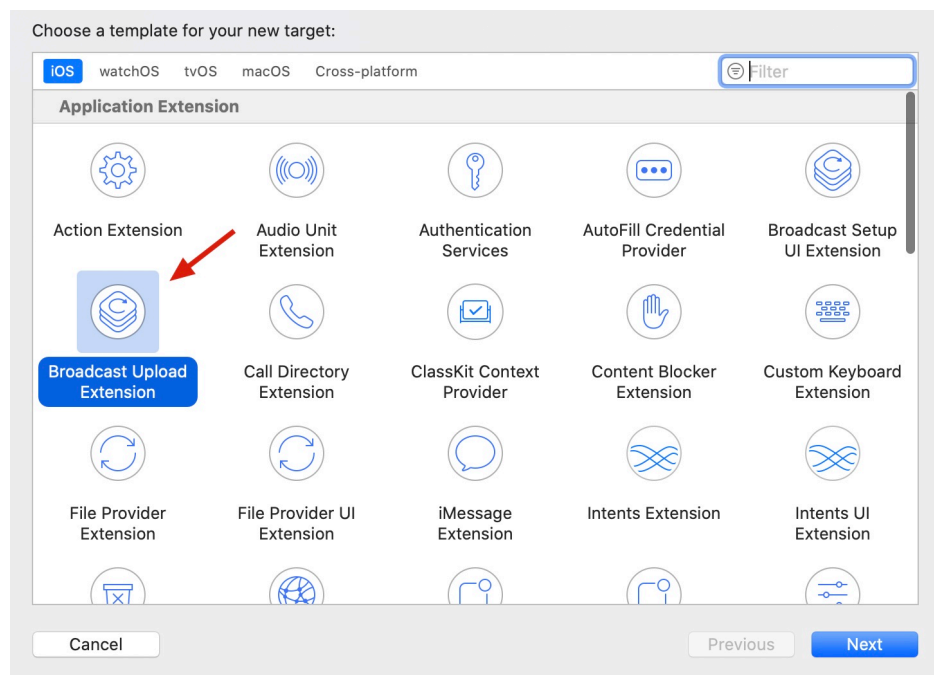 Choose a template for your new target:
iOS watchOS tvOS macOS Cross-platform Filter
Application Extension
Action Extension
Audio Unit
Extension
Authentication
Services
AutoFill Credential
Provider
Broadcast Setup
UI Extension
Broadcast Upload
Extension
Call Directory
Extension
ClassKit Context
Provider
Content Blocker
Extension
Custom Keyboard
Extension
File Provider
Extension
File Provider UI
Extension
iMessage
Extension
Intents Extension
Intents UI
Extension
Cancel Previous Next